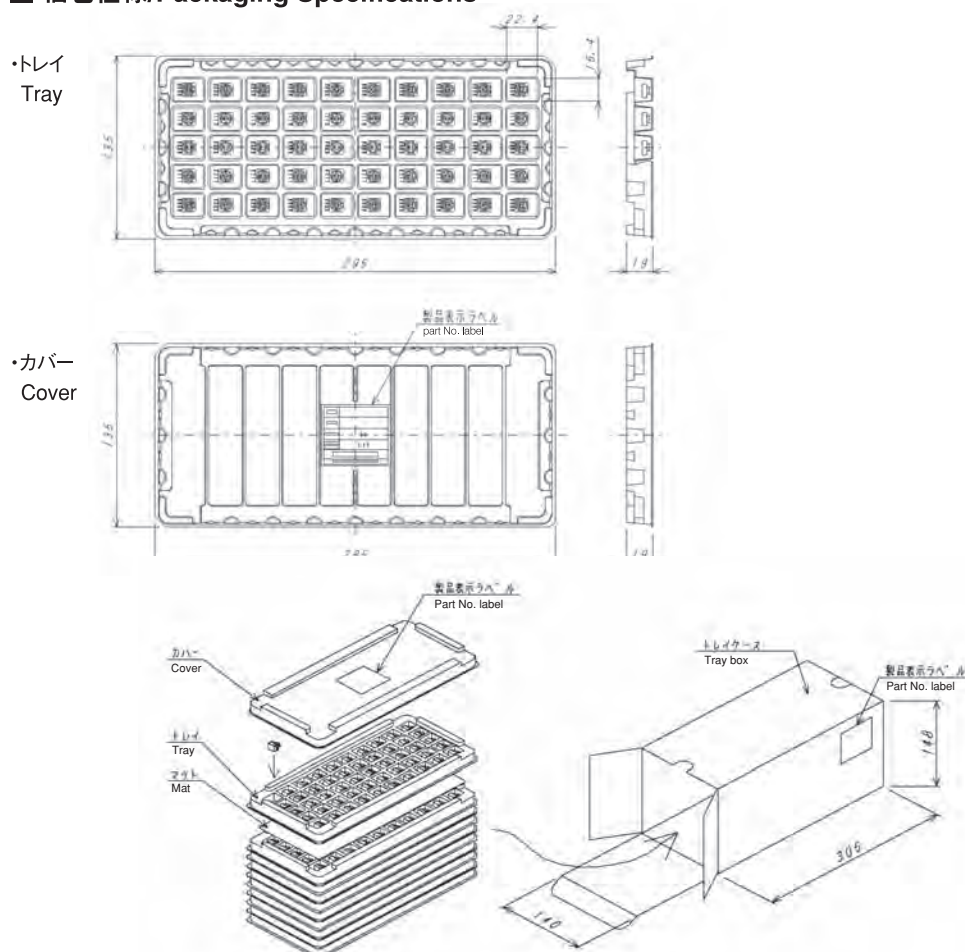 /Packaging Specifications
・トレイ
Tray
22.4
15.4
135
295
19
製品表示ラベル
part No. label
・カバー
Cover
135
295
19
製品表示ラベル
Part No. label
カバー
Cover
トレイ
Tray
マット
Mat
トレイケース
Tray box
製品表示ラベル
Part No. label
148
305
140